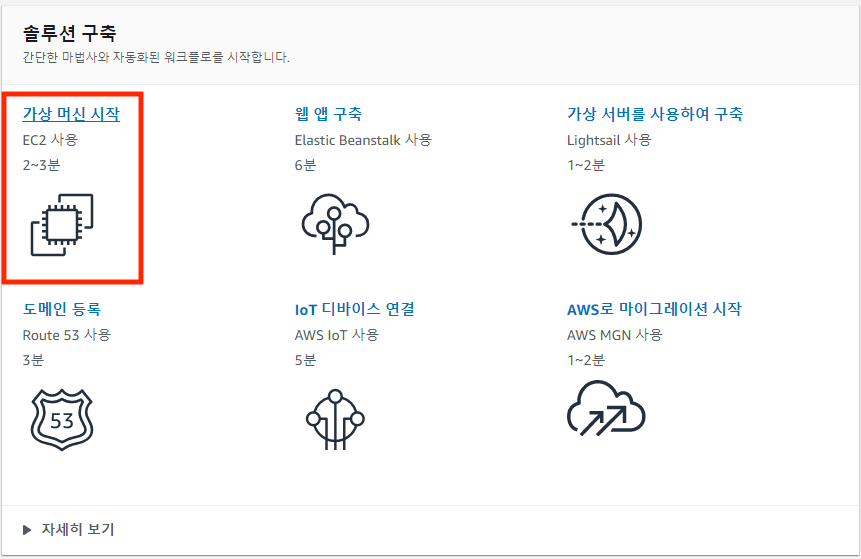 솔루션 구축
간단한 마법사와 자동화된 워크플로를 시작합니다.
가상 머신 시작
EC2 사용
2~3분
웹 앱 구축
Elastic Beanstalk 사용
6분
가상 서버를 사용하여 구축
Lightsail 사용
1~2분
도메인 등록
Route 53 사용
3분
53
IoT 디바이스 연결
AWS IoT 사용
5분
AWS로 마이그레이션 시작
AWS MGN 사용
1~2분
자세히 보기